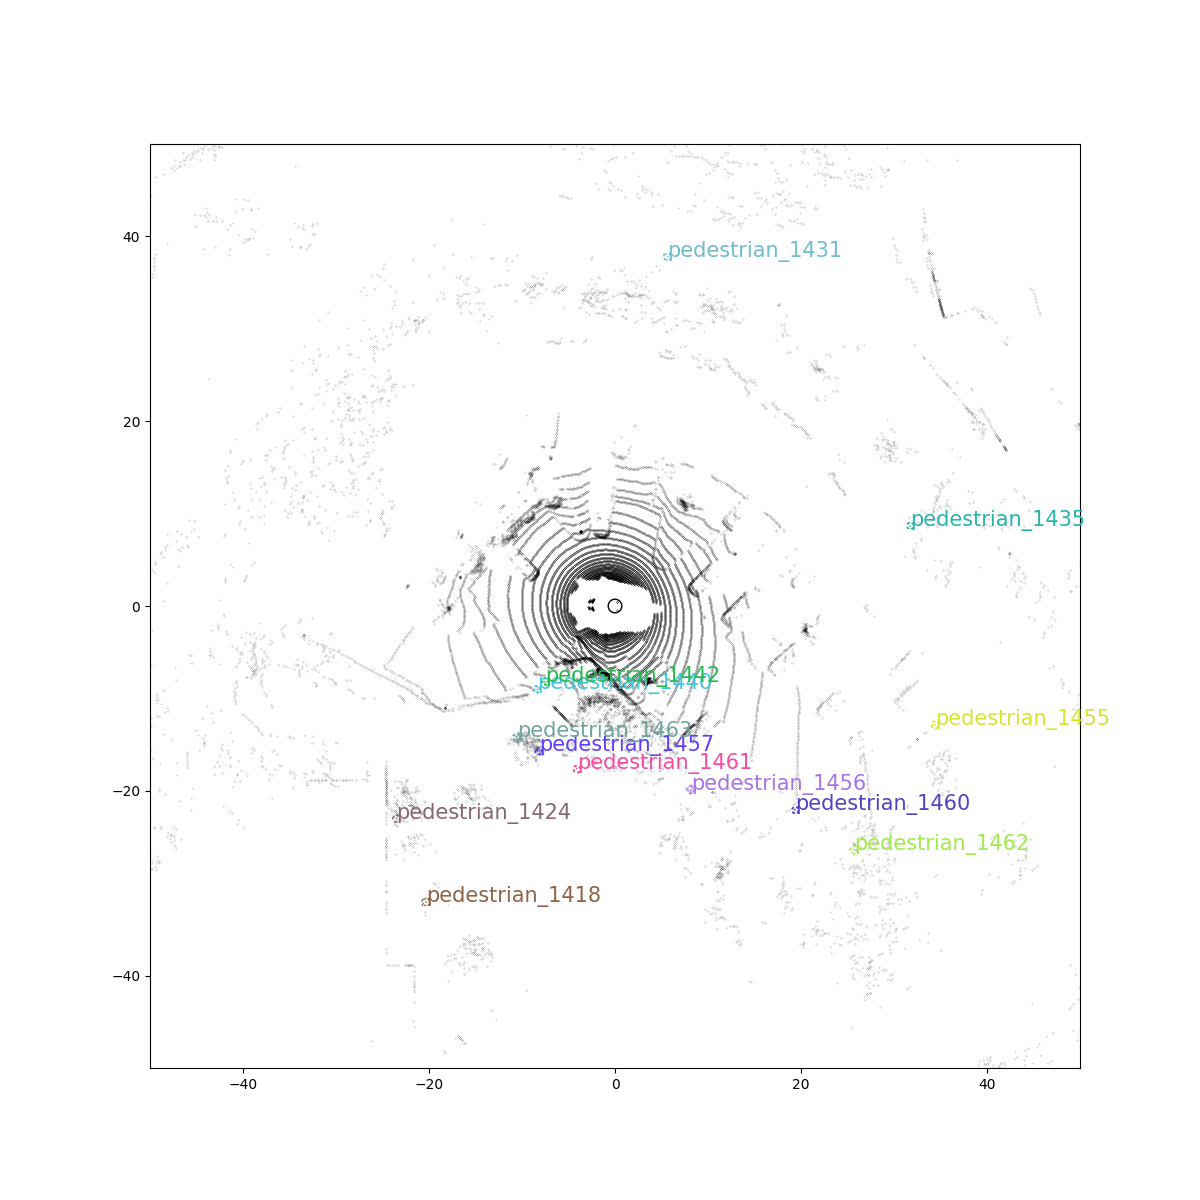 40
pedestrian_1431
20
pedestrian_1435
0
pedestrian_1442
pedestrian_1440
pedestrian_1455
pedestrian_1463
pedestrian_1457
pedestrian_1461
pedestrian_1456
−20
pedestrian_1460
pedestrian_1424
pedestrian_1462
pedestrian_1418
−40
−40 −20 0 20 40